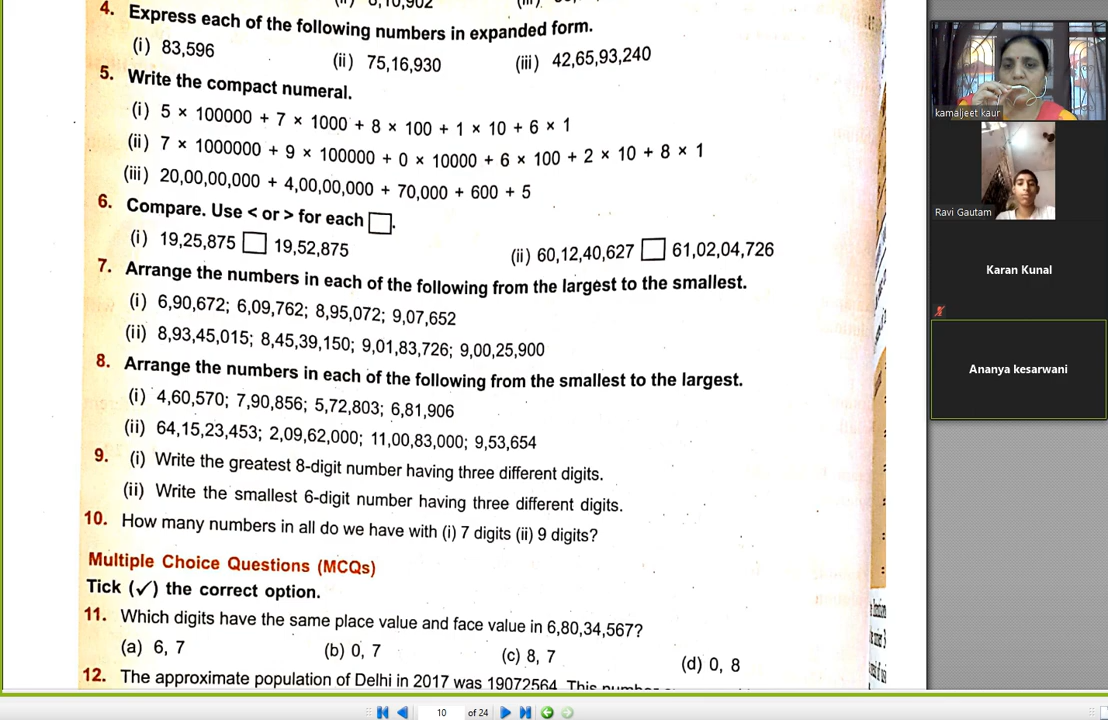 4. Express each of the following numbers in expanded form.
(i) 83,596 (ii) 75,16,930 (iii) 42,65,93,240
5. Write the compact numeral.
(i) 5 × 100000 + 7 × 1000 + 8 × 100 + 1 × 10 + 6 × 1
(ii) 7 × 1000000 + 9 × 100000 + 0 × 10000 + 6 × 100 + 2 × 10 + 8 × 1
(iii) 20,00,00,000 + 4,00,00,000 + 70,000 + 600 + 5
6. Compare. Use < or > for each □.
(i) 19,25,875 □ 19,52,875 (ii) 60,12,40,627 □ 61,02,04,726
7. Arrange the numbers in each of the following from the largest to the smallest.
(i) 6,90,672; 6,09,762; 8,95,072; 9,07,652
(ii) 8,93,45,015; 8,45,39,150; 9,01,83,726; 9,00,25,900
8. Arrange the numbers in each of the following from the smallest to the largest.
(i) 4,60,570; 7,90,856; 5,72,803; 6,81,906
(ii) 64,15,23,453; 2,09,62,000; 11,00,83,000; 9,53,654
9. (i) Write the greatest 8-digit number having three different digits.
(ii) Write the smallest 6-digit number having three different digits.
10. How many numbers in all do we have with (i) 7 digits (ii) 9 digits?
Multiple Choice Questions (MCQs)
Tick (✓) the correct option.
11. Which digits have the same place value and face value in 6,80,34,567?
(a) 6, 7 (b) 0, 7 (c) 8, 7 (d) 0, 8
12. The approximate population of Delhi in 2017 was 19072564. This
10 of 24
kamaljeet kaur
Ravi Gautam
Karan Kunal
Ananya kesarwani